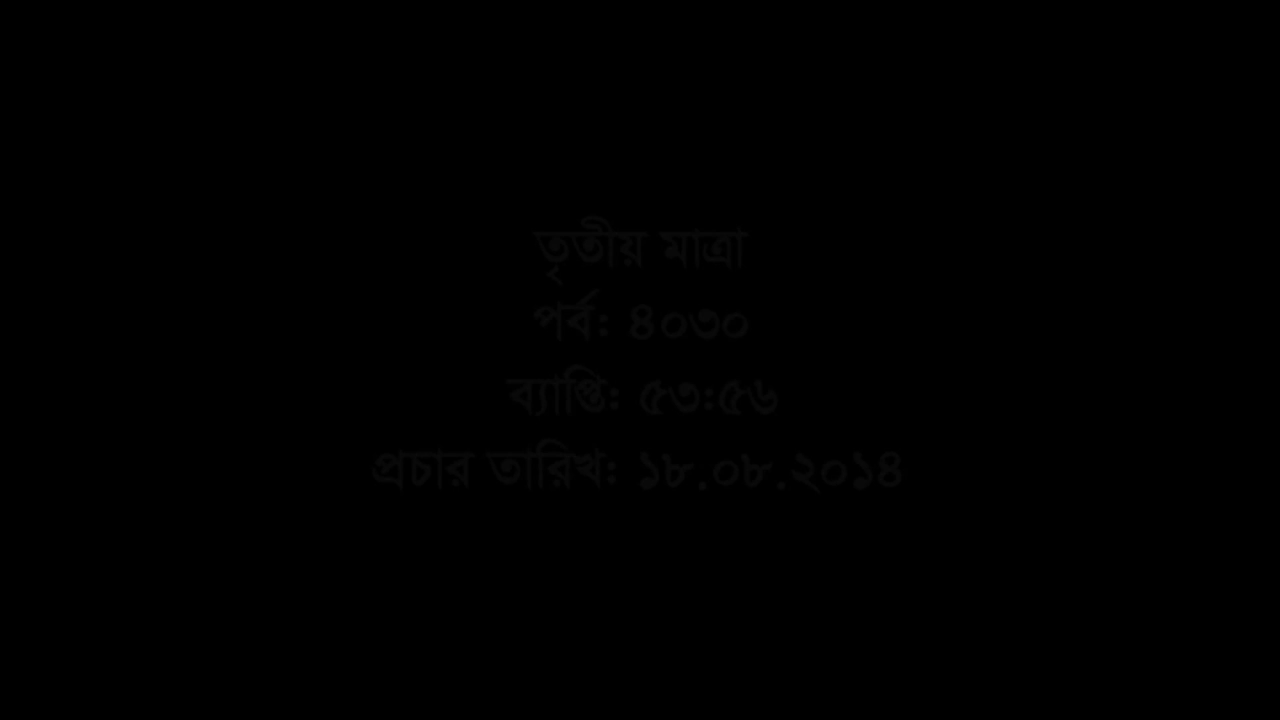 তৃতীয় মাত্রা
পর্ব: ৪০৩০
ব্যাপ্তি: ৫৩:৫৬
প্রচার তারিখ: ১৮.০৮.২০১৪